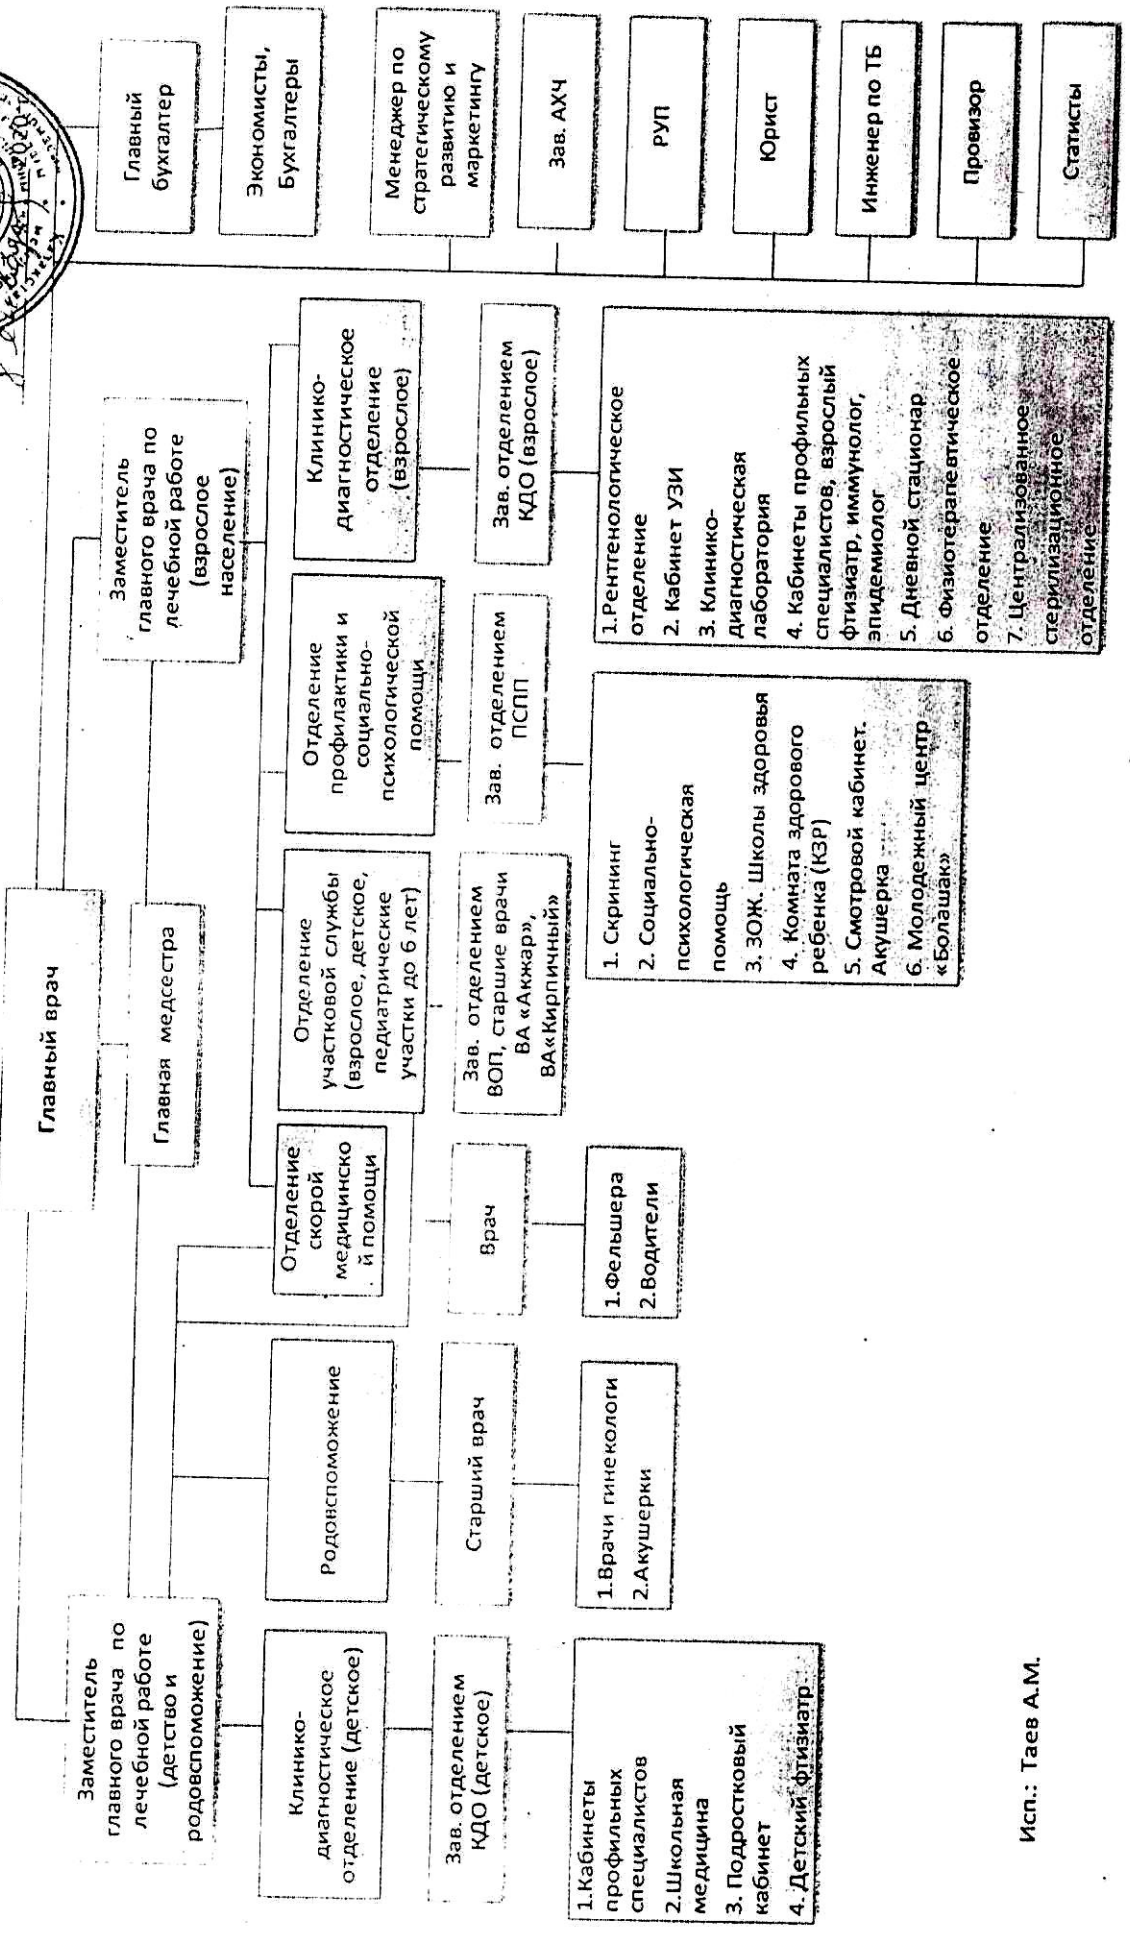 Главный врач
Заместитель
главного врача по
лечебной работе
(детство и
родовспоможение)
Главная медсестра
Заместитель
главного врача по
лечебной работе
(взрослое
население)
Главный
бухгалтер
Экономисты,
Бухгалтеры
Менеджер по
стратегическому
развитию и
маркетингу
Зав. АХЧ
РУП
Юрист
Инженер по ТБ
Провизор
Статисты
Клинико-
диагностическое
отделение (детское)
Родовспоможение
Отделение
скорой
медицинско
й помощи
Отделение
участковой службы
(взрослое, детское,
педиатрические
участки до 6 лет)
Отделение
профилактики и
социально-
психологической
помощи
Клинико-
диагностическое
отделение
(взрослое)
Зав. отделением
КДО (детское)
Старший врач
Врач
Зав. отделением
ВОП, старшие врачи
ВА «Акжар»,
ВА«Кирпичный»
Зав. отделением
ПСПП
Зав. отделением
КДО (взрослое)
1.Кабинеты
профильных
специалистов
2.Школьная
медицина
3. Подростковый
кабинет
4. Детский фтизиатр
1.Врачи гинекологи
2.Акушерки
1.Фельшера
2.Водители
1. Скрининг
2. Социально-
психологическая
помощь
3. ЗОЖ. Школы здоровья
4. Комната здорового
ребенка (КЗР)
5. Смотровой кабинет.
Акушерка
6. Молодежный центр
«Болашак»
1.Рентгенологическое
отделение
2. Кабинет УЗИ
3. Клинико-
диагностическая
лаборатория
4. Кабинеты профильных
специалистов, взрослый
фтизиатр, иммунолог,
эпидемиолог
5. Дневной стационар
6. Физиотерапевтическое
отделение
7. Централизованное
стерилизационное
отделение
Исп.: Таев А.М.